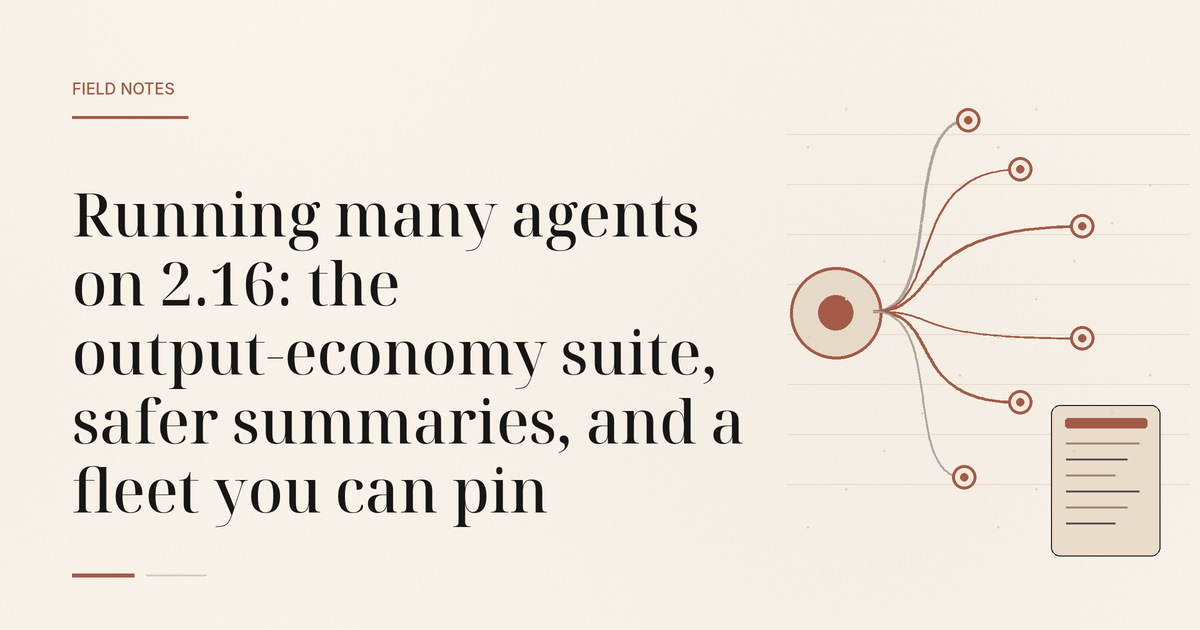 FIELD NOTES
Running many agents
on 2.16: the
output-economy suite,
safer summaries, and a
fleet you can pin